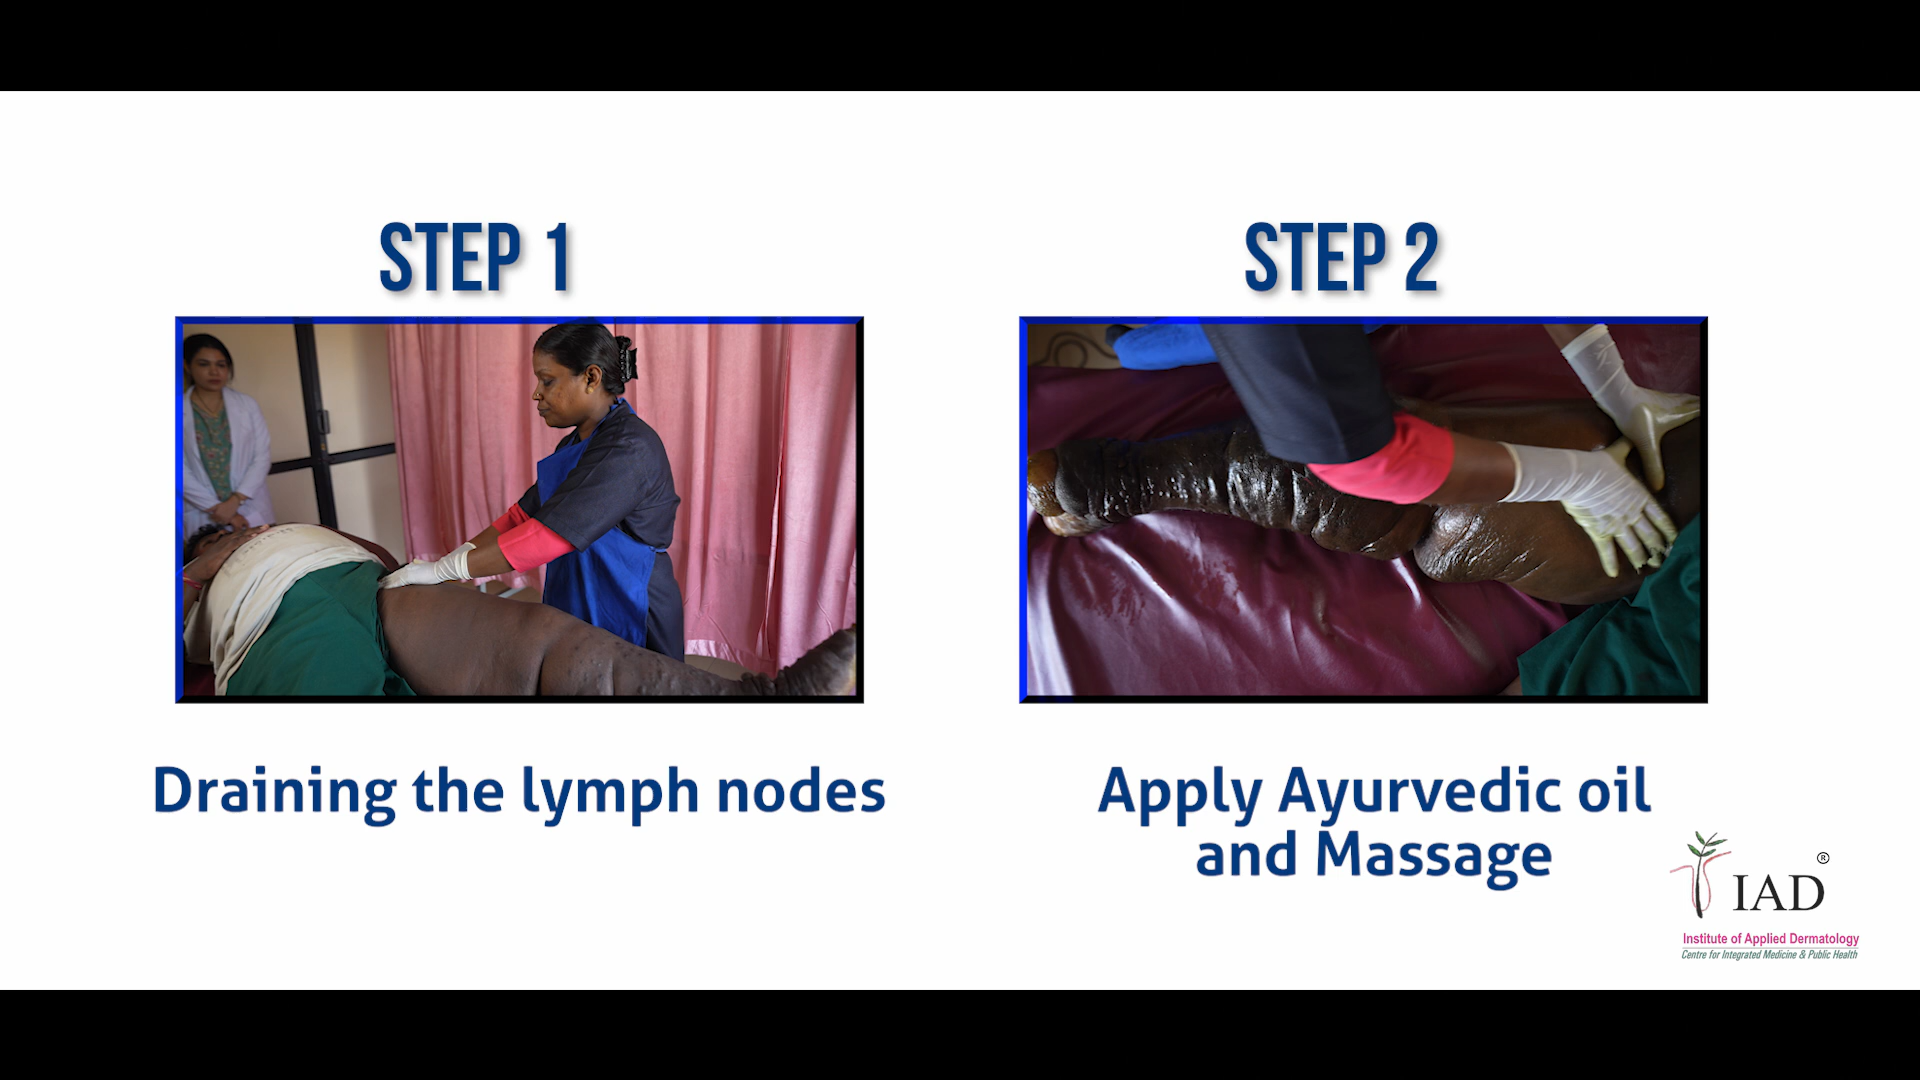 STEP 1
STEP 2
Draining the lymph nodes
Apply Ayurvedic oil
and Massage
IAD®
Institute of Applied Dermatology
Centre for Integrated Medicine & Public Health